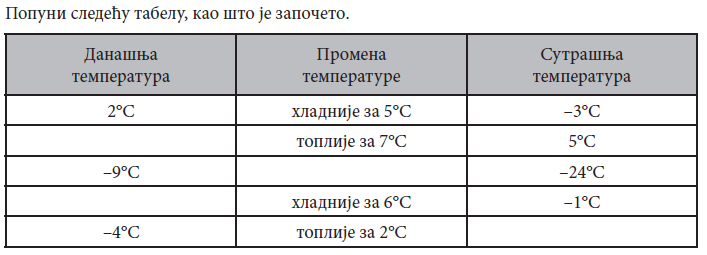 Попуни следећу табелу, као што је започето.
Данашња температура Промена температуре Сутрашња температура
2°C хладније за 5°C –3°C
топлије за 7°C 5°C
–9°C –24°C
хладније за 6°C –1°C
–4°C топлије за 2°C